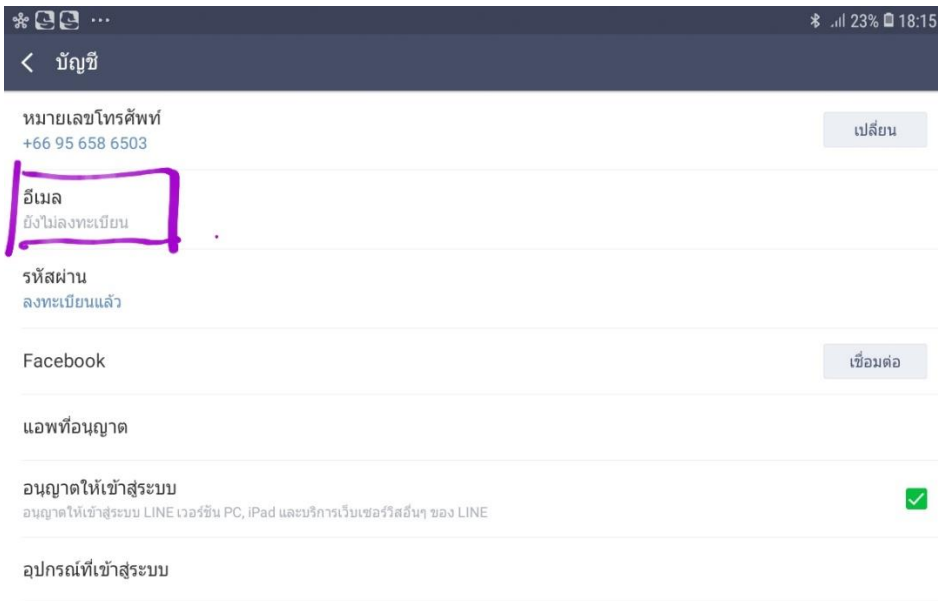 23% 18:15
บัญชี
หมายเลขโทรศัพท์
+66 95 658 6503
เปลี่ยน
อีเมล
ยังไม่ลงทะเบียน
รหัสผ่าน
ลงทะเบียนแล้ว
Facebook
เชื่อมต่อ
แอพที่อนุญาต
อนุญาตให้เข้าสู่ระบบ
อนุญาตให้เข้าสู่ระบบ LINE เวอร์ชัน PC, iPad และบริการเว็บเซอร์วิสอื่นๆ ของ LINE
อุปกรณ์ที่เข้าสู่ระบบ